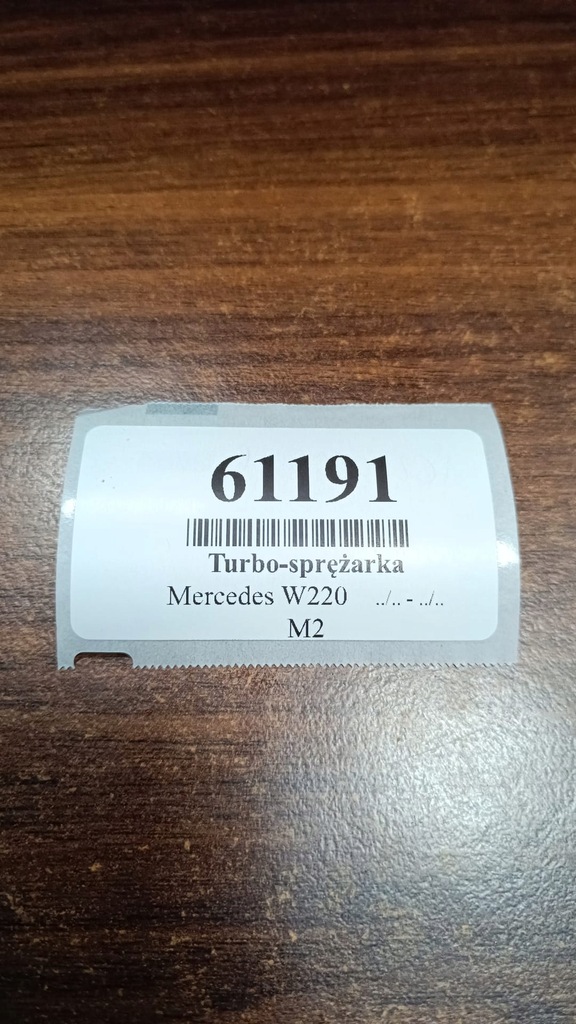 61191
Turbo-sprężarka
Mercedes W220 ../.. - ../..
M2